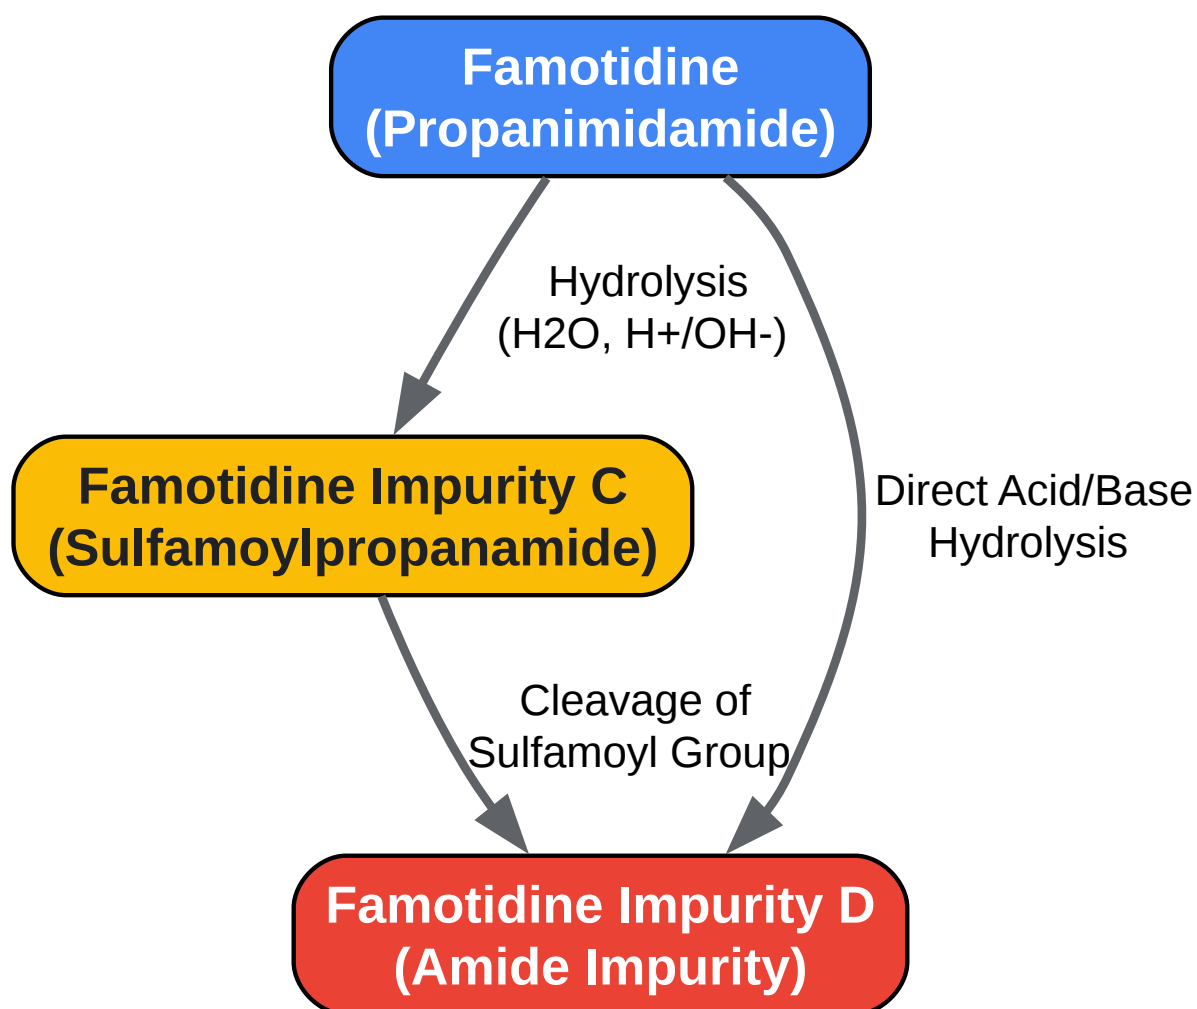 Famotidine
(Propanimidamide)
Hydrolysis
(H2O, H+/OH-)
Famotidine Impurity C
(Sulfamoylpropanamide)
Direct Acid/Base
Hydrolysis
Cleavage of
Sulfamoyl Group
Famotidine Impurity D
(Amide Impurity)